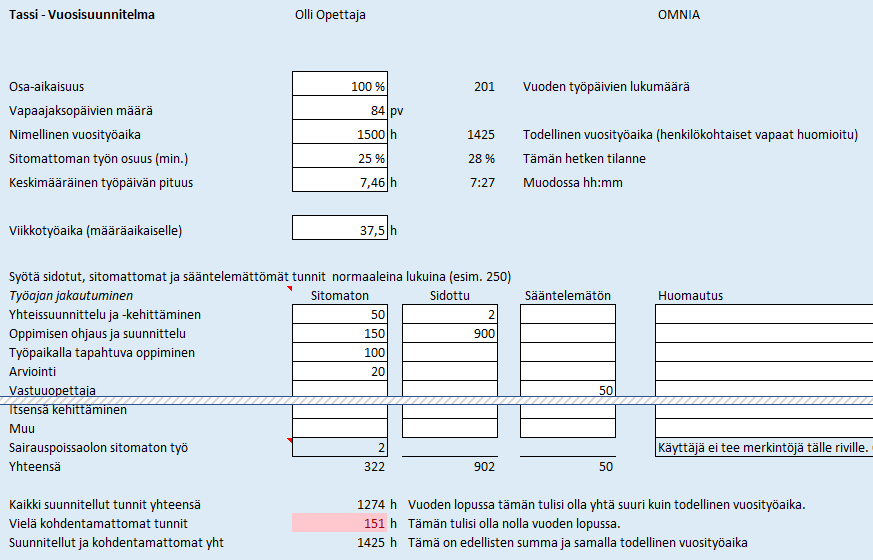 Tassi - Vuosisuunnitelma Olli Opettaja OMNIA
Osa-aikaisuus 100 % 201 Vuoden työpäivien lukumäärä
Vapaajaksopäivien määrä 84 pv
Nimellinen vuosityöaika 1500 h 1425 Todellinen vuosityöaika (henkilökohtaiset vapaat huomioitu)
Sitomattoman työn osuus (min.) 25 % 28 % Tämän hetken tilanne
Keskimääräinen työpäivän pituus 7,46 h 7:27 Muodossa hh:mm
Viikkotyöaika (määräaikaiselle) 37,5 h
Syötä sidotut, sitomattomat ja sääntelemättömät tunnit normaaleina lukuina (esim. 250)
Työajan jakautuminen Sitomaton Sidottu Sääntelemätön Huomautus
Yhteissuunnittelu ja -kehittäminen 50 2
Oppimisen ohjaus ja suunnittelu 150 900
Työpaikalla tapahtuva oppiminen 100
Arviointi 20
Vastuuopettaja 50
Itsensä kehittäminen
Muu
Sairauspoissaolon sitomaton työ 2 Käyttäjä ei tee merkintöjä tälle riville.
Yhteensä 322 902 50
Kaikki suunnitellut tunnit yhteensä 1274 h Vuoden lopussa tämän tulisi olla yhtä suuri kuin todellinen vuosityöaika.
Vielä kohdentamattomat tunnit 151 h Tämän tulisi olla nolla vuoden lopussa.
Suunnitellut ja kohdentamattomat yht 1425 h Tämä on edellisten summa ja samalla todellinen vuosityöaika